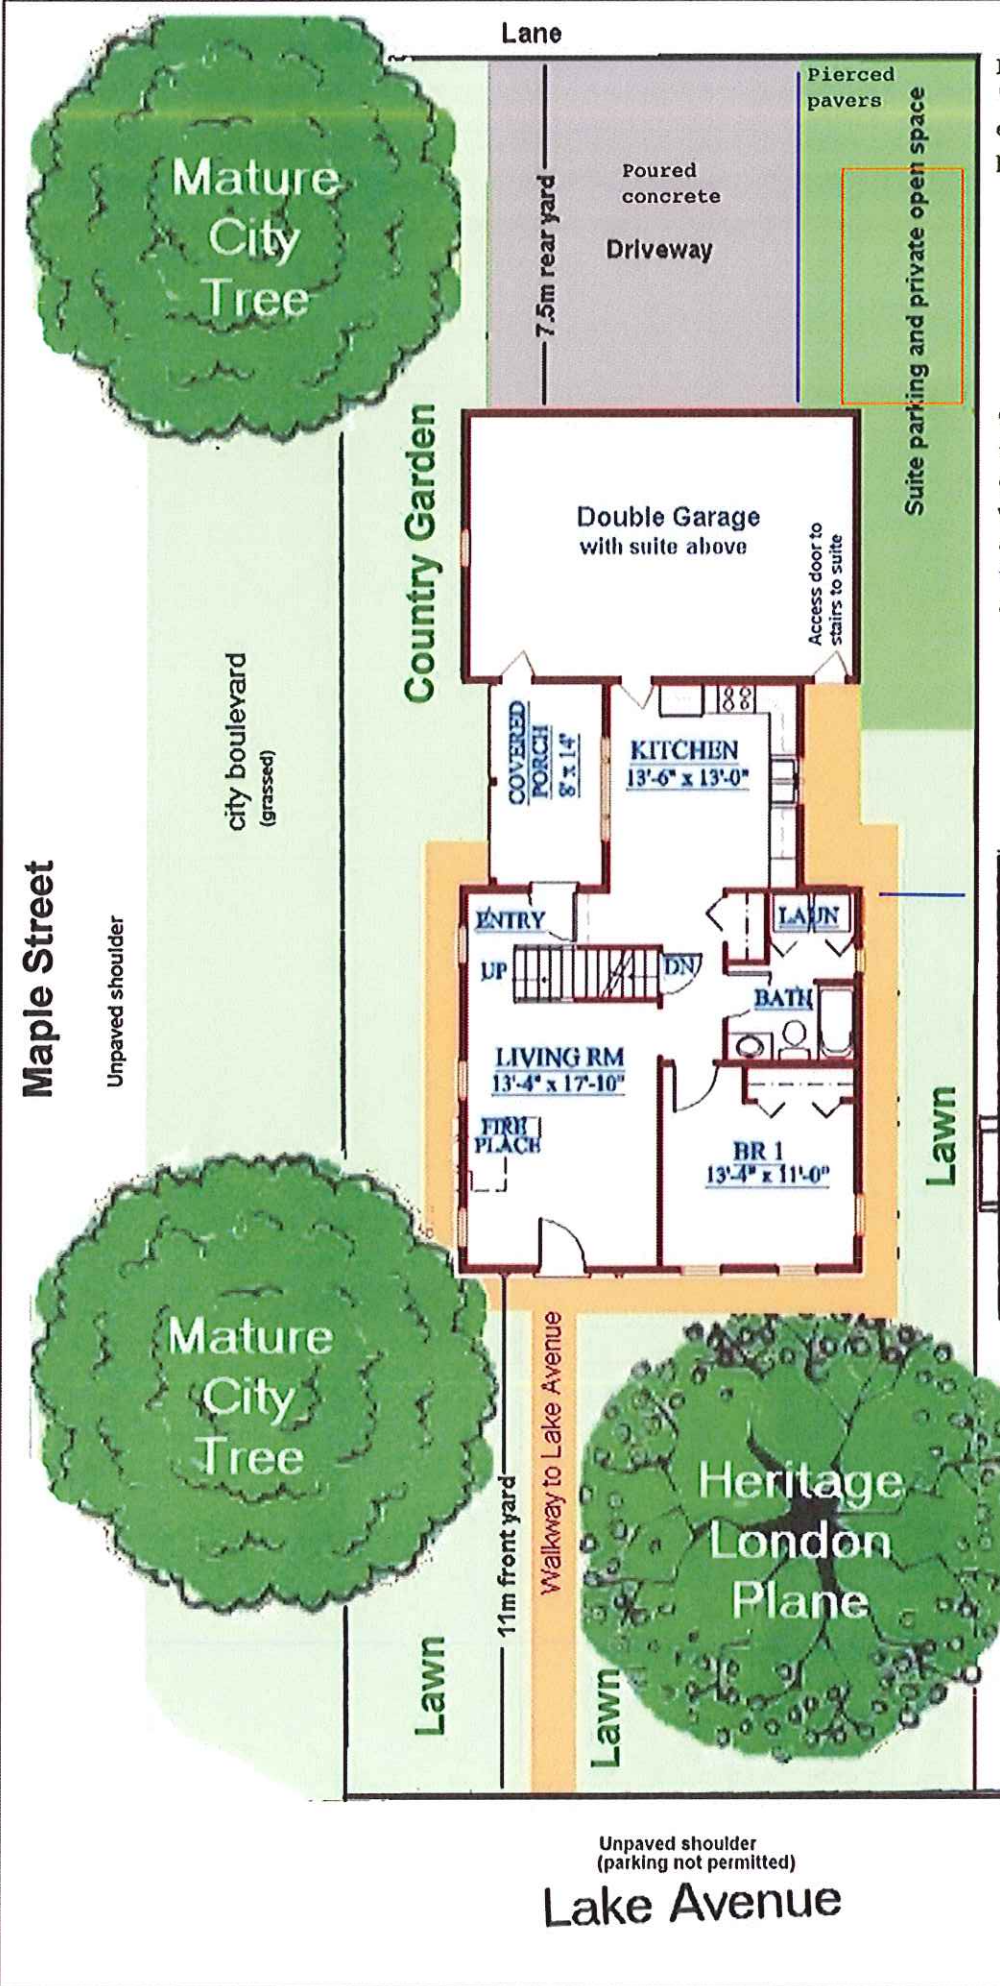 Lane
Pierced
pavers
Mature
City
Tree
Poured
concrete
Driveway
7.5m rear yard
Suite parking and private open space
Country Garden
Double Garage
with suite above
Access door to
stairs to suite
city boulevard
(grassed)
COVERED
PORCH
8' x 14'
KITCHEN
13'-6" x 13'-0"
Maple Street
Unpaved shoulder
ENTRY
LAUN
UP
DN
BATH
LIVING RM
13'-4" x 17'-10"
FIRE
PLACE
BR 1
13'-4" x 11'-0"
Lawn
Mature
City
Tree
Walkway to Lake Avenue
11m front yard
Heritage
London
Plane
Lawn
Lawn
Unpaved shoulder
(parking not permitted)
Lake Avenue